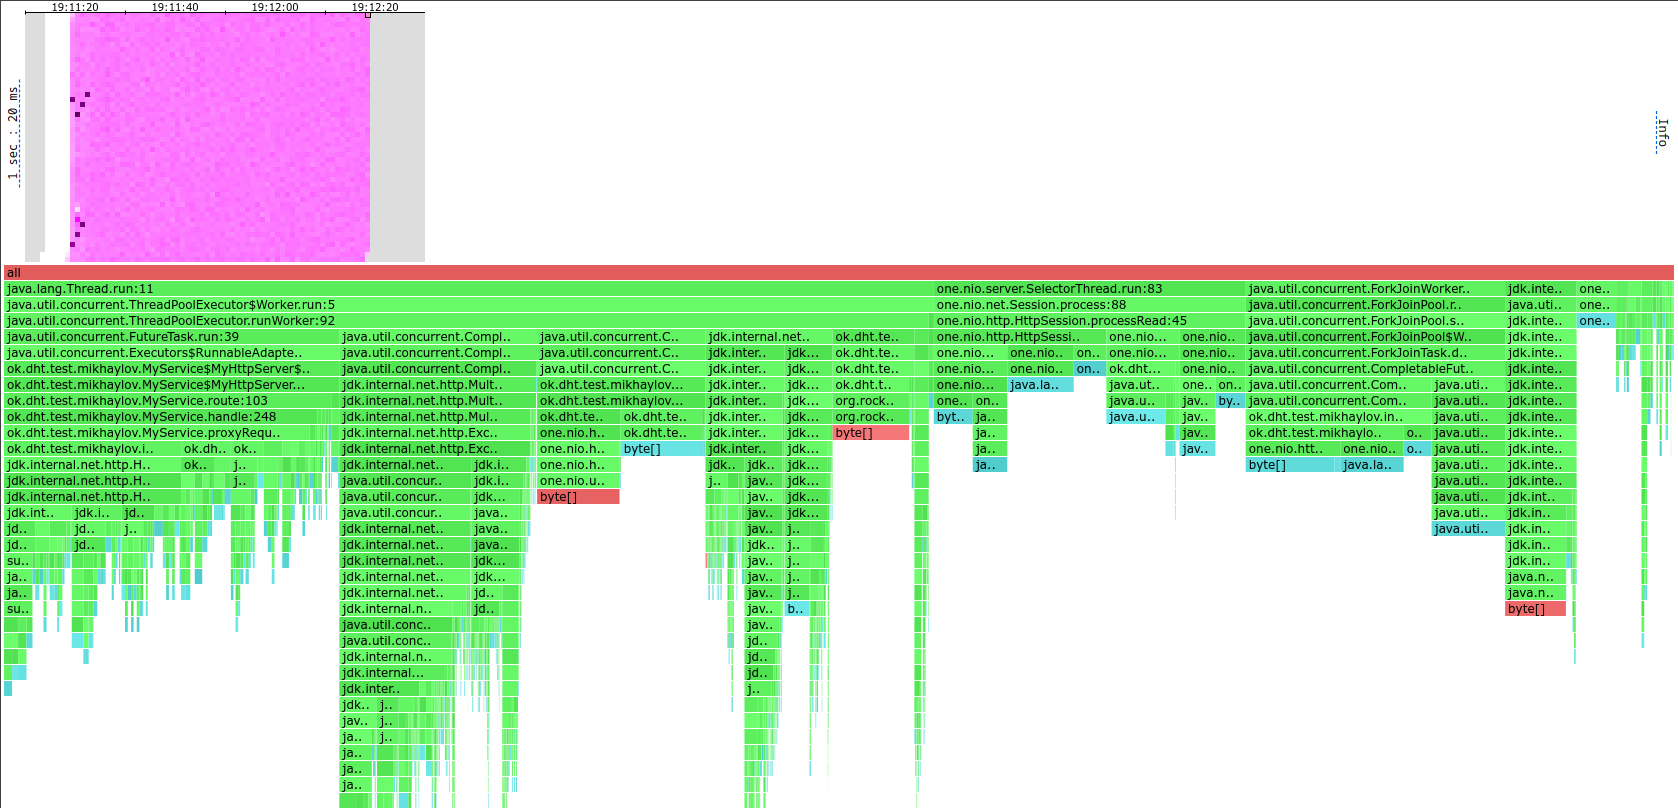 19:11:20 19:11:40 19:12:00 19:12:20
1 sec : 20 ms
Info
all
java.lang.Thread.run:11 one.nio.server.SelectorThread.run:83 java.util.concurrent.ForkJoinWorker.. jdk.inte.. one..
java.util.concurrent.ThreadPoolExecutor$Worker.run:5 one.nio.net.Session.process:88 java.util.concurrent.ForkJoinPool.r.. java.uti.. one..
java.util.concurrent.ThreadPoolExecutor.runWorker:92 one.nio.http.HttpSession.processRead:45 java.util.concurrent.ForkJoinPool.s.. jdk.inte.. one..
java.util.concurrent.FutureTask.run:39 java.util.concurrent.Compl.. java.util.concurrent.C.. jdk.internal.net.. ok.dht.te.. one.nio.http.HttpSessi.. one.nio... one.nio.. java.util.concurrent.ForkJoinPool$W.. jdk.inte..
java.util.concurrent.Executors$RunnableAdapte.. java.util.concurrent.Compl.. java.util.concurrent.C.. jdk.inter.. jdk... ok.dht.te.. one.nio... one.nio.. on.. one.nio... one.nio.. java.util.concurrent.ForkJoinTask.d.. jdk.inte..
ok.dht.test.mikhaylov.MyService$MyHttpServer$.. java.util.concurrent.Compl.. java.util.concurrent.C.. jdk.inter.. jdk... ok.dht.te.. one.nio... one.nio.. on.. ok.dht... one.nio.. java.util.concurrent.CompletableFut.. jdk.inte..
ok.dht.test.mikhaylov.MyService$MyHttpServer... jdk.internal.net.http.Mult.. ok.dht.test.mikhaylov... jdk.inter.. jdk... ok.dht.t.. one.nio... java.la.. java.ut.. one.. on.. java.util.concurrent.Com.. java.uti.. jdk.inte..
ok.dht.test.mikhaylov.MyService.route:103 jdk.internal.net.http.Mult.. ok.dht.test.mikhaylov... jdk.inter.. jdk... org.rock.. one.. on.. java.u.. jav.. by.. java.util.concurrent.Com.. java.uti.. jdk.inte..
ok.dht.test.mikhaylov.MyService.handle:248 jdk.internal.net.http.Mul.. ok.dht.te.. ok.dht.te.. jdk.inter.. jdk... org.rock.. byt.. ja.. java.u.. jav.. ok.dht.test.mikhaylov.in.. java.uti.. jdk.inte..
ok.dht.test.mikhaylov.MyService.proxyRequ.. jdk.internal.net.http.Exc.. one.nio.h.. ok.dht.te.. jdk.inter.. jdk... byte[] ja.. jav.. ok.dht.test.mikhaylo.. o.. java.uti.. jdk.inte..
ok.dht.test.mikhaylov.i.. ok.dh.. ok.. jdk.internal.net.http.Exc.. one.nio.h.. byte[] jdk.inter.. jdk... ja.. jav.. one.nio.htt.. one.nio.. o.. java.uti.. jdk.inte..
jdk.internal.net.http.H.. ok.. j.. jdk.internal.net.. jdk.i.. one.nio.h.. jdk.. jdk.. jdk... ja.. byte[] java.la.. java.uti.. jdk.inte..
jdk.internal.net.http.H.. j.. java.util.concur.. jdk.i.. one.nio.u.. j.. jav.. jdk... java.uti.. jdk.inte..
jdk.internal.net.http.H.. java.util.concur.. jdk... byte[] jav.. jdk... java.uti.. jdk.int..
jdk.int.. jdk.i.. jd.. java.util.concur.. java.. jav.. jdk... java.uti.. jdk.in..
jd.. jd.. j.. jdk.internal.net.. java.. jav.. j.. java.uti.. jdk.in..
jd.. jd.. jdk.internal.net.. java.. jdk.. j.. jdk.in..
su.. jdk.internal.net.. jdk... jav.. j.. jdk.in..
ja.. jdk.internal.net.. jdk... jav.. j.. java.n..
ja.. jdk.internal.net.. jd.. jav.. j.. java.n..
su.. jdk.internal.n.. jd.. jav.. b.. byte[]
java.util.conc.. jav..
java.util.conc.. jd..
jdk.internal.n.. jd..
jdk.internal... jd..
jdk.inter.. j..
jdk.. j..
jav.. j..
ja.. j..
ja..
ja..
ja..